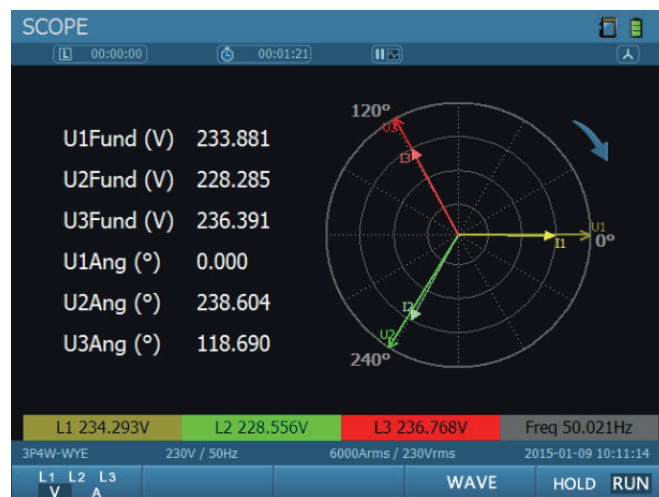 SCOPE
L 00:00:00 00:01:21
U1Fund (V) 233.881
U2Fund (V) 228.285
U3Fund (V) 236.391
U1Ang (°) 0.000
U2Ang (°) 238.604
U3Ang (°) 118.690
120°
U3
I3
U1
I1
0°
I2
U2
240°
L1 234.293V L2 228.556V L3 236.768V Freq 50.021Hz
3P4W-WYE 230V / 50Hz 6000Arms / 230Vrms 2015-01-09 10:11:14
L1 L2 L3
V A WAVE HOLD RUN